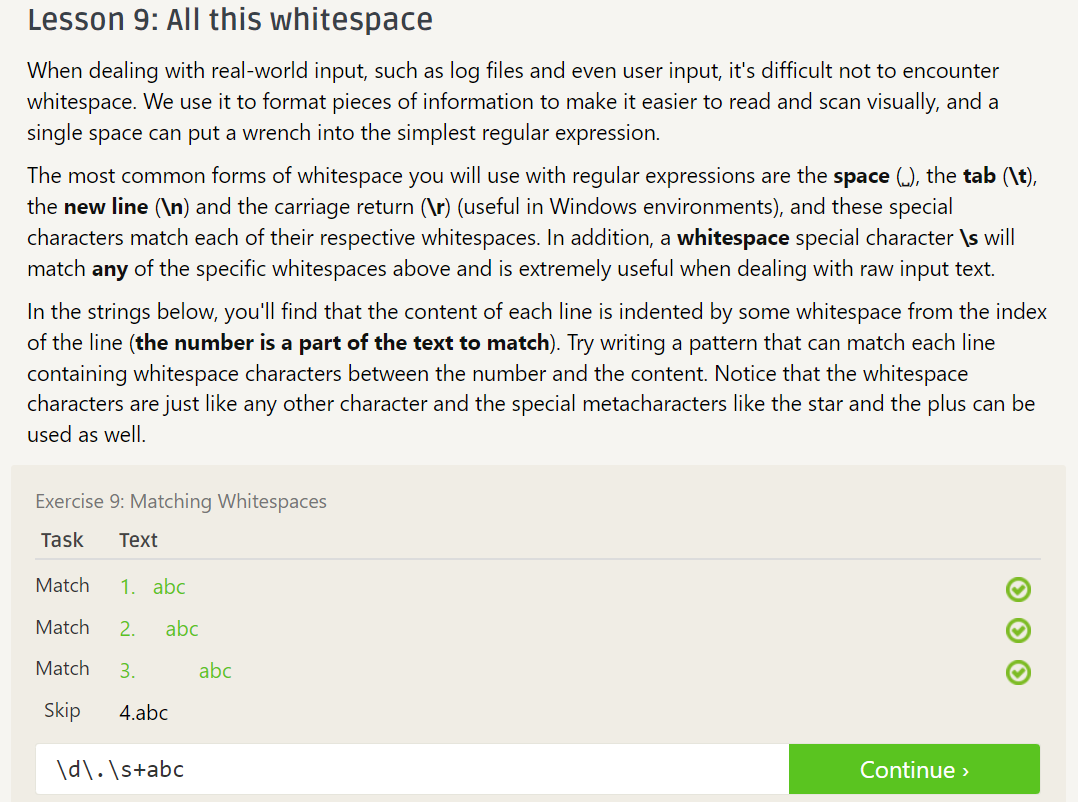 Lesson 9: All this whitespace
When dealing with real-world input, such as log files and even user input, it's difficult not to encounter
whitespace. We use it to format pieces of information to make it easier to read and scan visually, and a
single space can put a wrench into the simplest regular expression.
The most common forms of whitespace you will use with regular expressions are the space (␣), the tab (\t),
the new line (\n) and the carriage return (\r) (useful in Windows environments), and these special
characters match each of their respective whitespaces. In addition, a whitespace special character \s will
match any of the specific whitespaces above and is extremely useful when dealing with raw input text.
In the strings below, you'll find that the content of each line is indented by some whitespace from the index
of the line (the number is a part of the text to match). Try writing a pattern that can match each line
containing whitespace characters between the number and the content. Notice that the whitespace
characters are just like any other character and the special metacharacters like the star and the plus can be
used as well.
Exercise 9: Matching Whitespaces
Task Text
Match 1.   abc
Match 2.     abc
Match 3.          abc
Skip 4.abc
\d\.\s+abc Continue ›